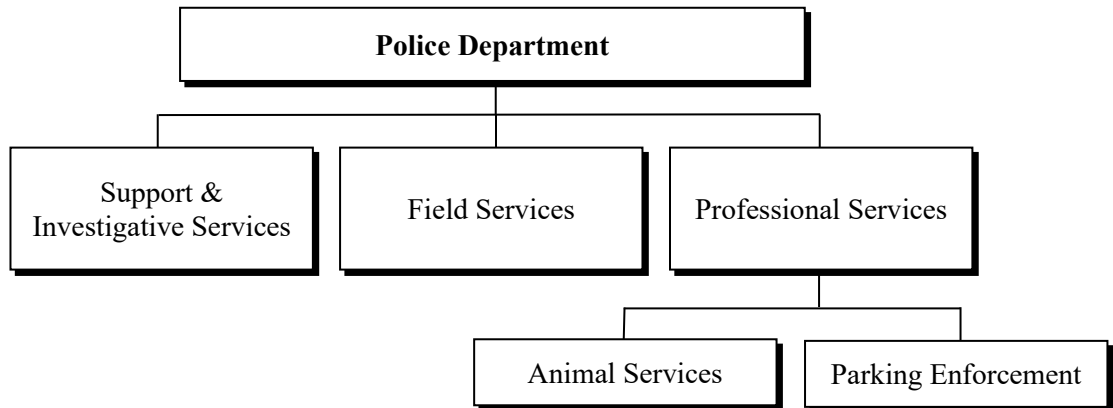 Police Department
Support &
Investigative Services
Field Services
Professional Services
Animal Services
Parking Enforcement